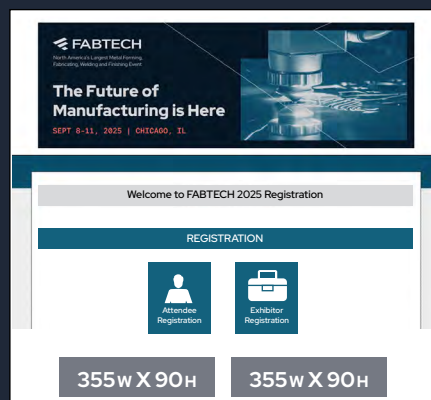 FABTECH
North America's Largest Metal Forming,
Fabricating, Welding and Finishing Event
The Future of
Manufacturing is Here
SEPT 8-11, 2025 | CHICAGO, IL
Welcome to FABTECH 2025 Registration
REGISTRATION
Attendee
Registration
Exhibitor
Registration
355W X 90H
355W X 90H